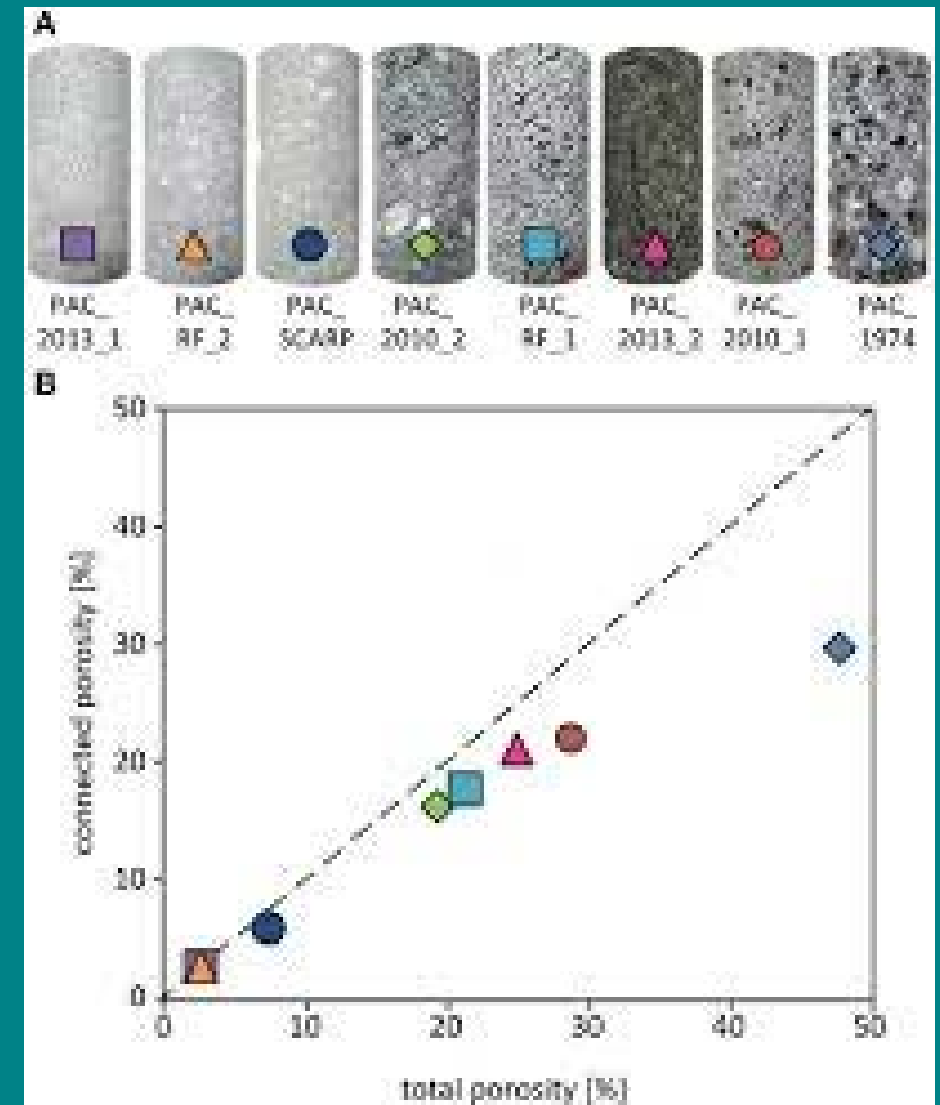 A
PAC_ PAC_ PAC_ PAC_ PAC_ PAC_ PAC_ PAC_
2013_1 RF_2 SCARP 2010_2 RF_1 2013_2 2010_1 1974
B
50
40
30
20
10
0
connected porosity [%]
0 10 20 30 40 50
total porosity [%]